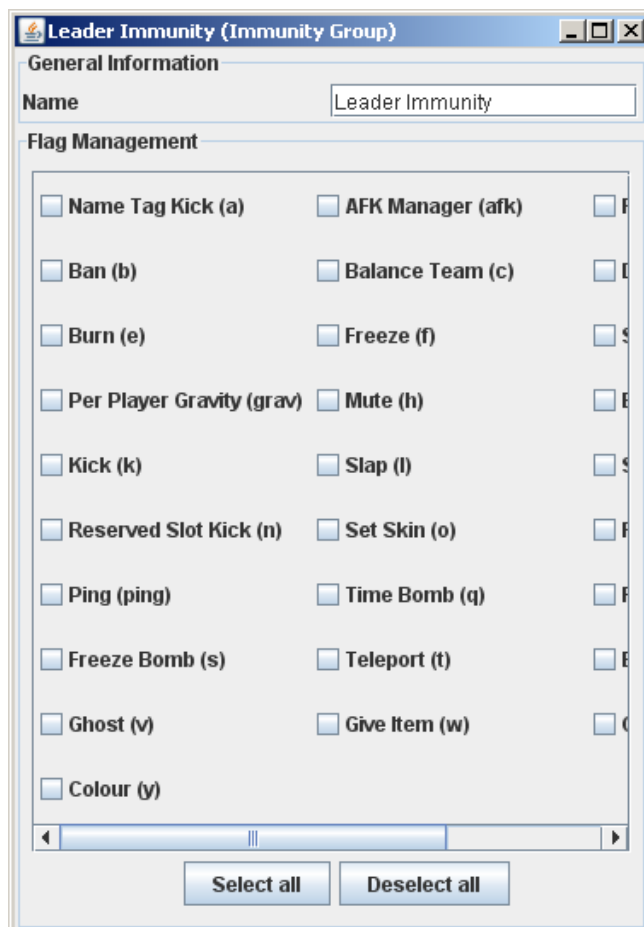 Leader Immunity (Immunity Group)
General Information
Name Leader Immunity
Flag Management
Name Tag Kick (a) AFK Manager (afk)
Ban (b) Balance Team (c)
Burn (e) Freeze (f)
Per Player Gravity (grav) Mute (h)
Kick (k) Slap (l)
Reserved Slot Kick (n) Set Skin (o)
Ping (ping) Time Bomb (q)
Freeze Bomb (s) Teleport (t)
Ghost (v) Give Item (w)
Colour (y)
Select all Deselect all